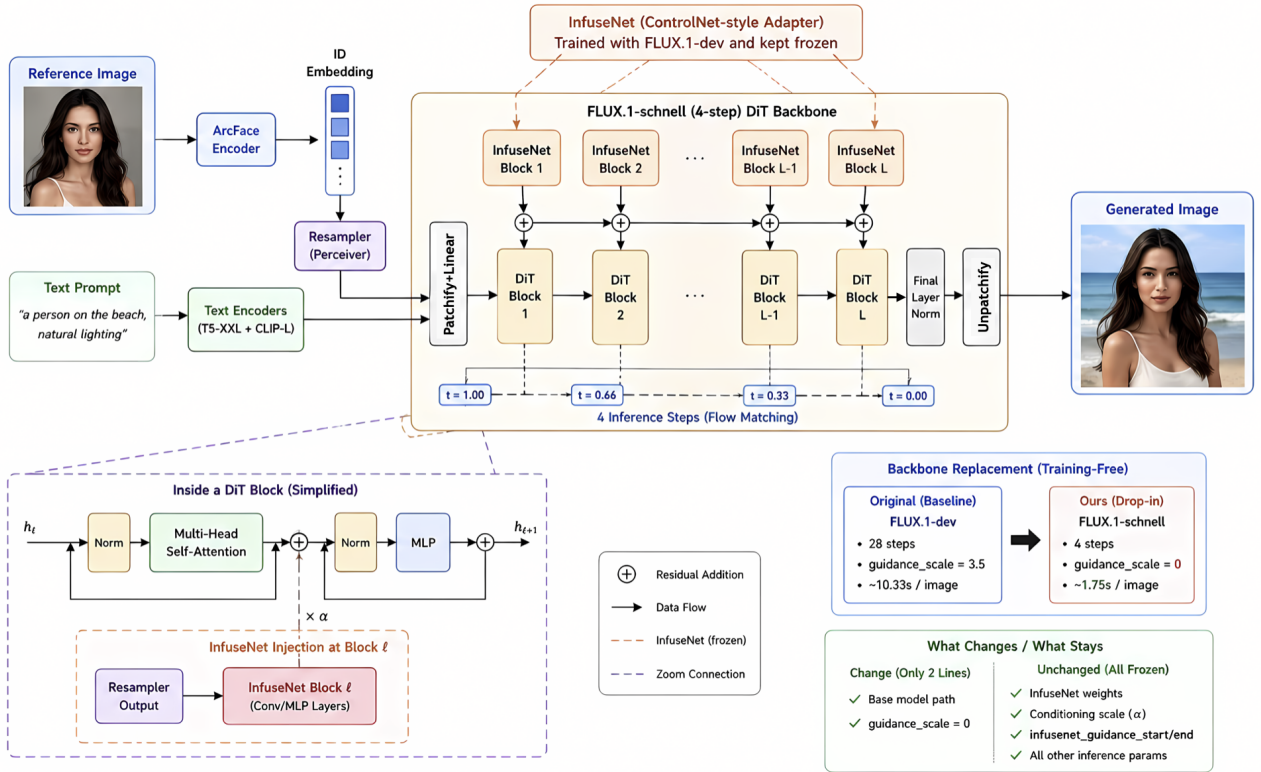 InfuseNet (ControlNet-style Adapter)
Trained with FLUX.1-dev and kept frozen
Reference Image
ArcFace
Encoder
ID
Embedding
Resampler
(Perceiver)
Text Prompt
“a person on the beach,
natural lighting”
Text Encoders
(T5-XXL + CLIP-L)
FLUX.1-schnell (4-step) DiT Backbone
InfuseNet
Block 1
InfuseNet
Block 2
...
InfuseNet
Block L-1
InfuseNet
Block L
Patchify+Linear
DiT
Block
1
DiT
Block
2
...
DiT
Block
L-1
DiT
Block
L
Final
Layer
Norm
Unpatchify
t = 1.00
t = 0.66
t = 0.33
t = 0.00
4 Inference Steps (Flow Matching)
Generated Image
Inside a DiT Block (Simplified)
hℓ
Norm
Multi-Head
Self-Attention
Norm
MLP
hℓ+1
× α
InfuseNet Injection at Block ℓ
Resampler
Output
InfuseNet Block ℓ
(Conv/MLP Layers)
Residual Addition
Data Flow
InfuseNet (frozen)
Zoom Connection
Backbone Replacement (Training-Free)
Original (Baseline)
FLUX.1-dev
• 28 steps
• guidance_scale = 3.5
• ~10.33s / image
Ours (Drop-in)
FLUX.1-schnell
• 4 steps
• guidance_scale = 0
• ~1.75s / image
What Changes / What Stays
Change (Only 2 Lines)
✓ Base model path
✓ guidance_scale = 0
Unchanged (All Frozen)
✓ InfuseNet weights
✓ Conditioning scale (α)
✓ infusenet_guidance_start/end
✓ All other inference params